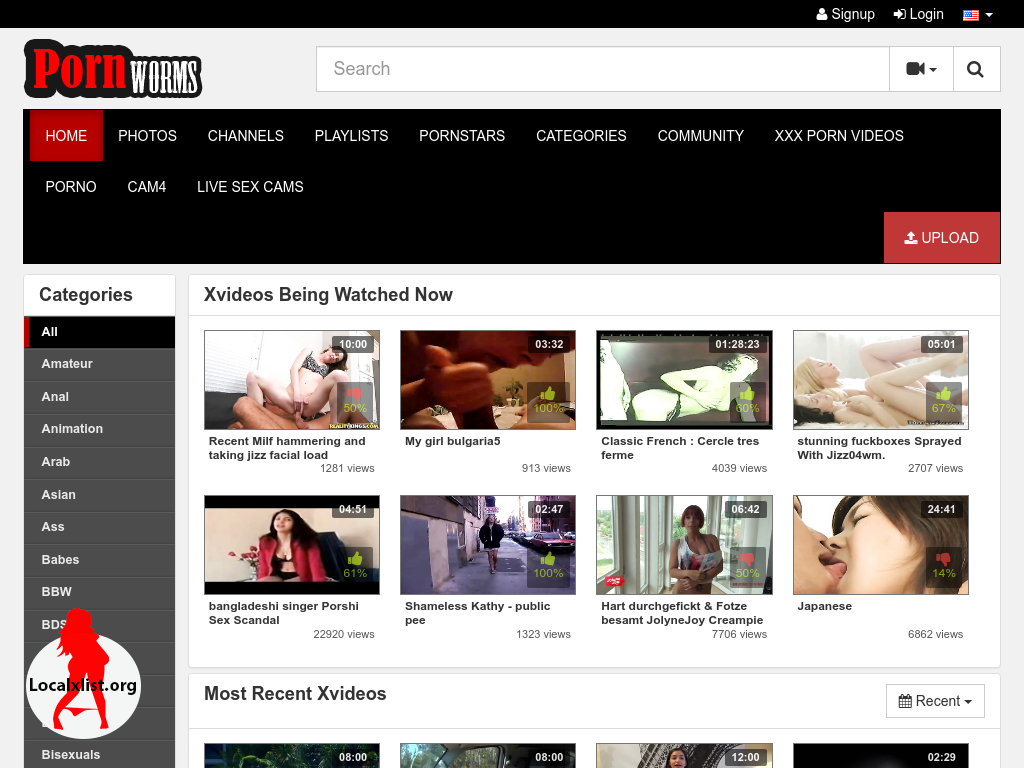 Signup
Login
Porn WORMS
Search
HOME
PHOTOS
CHANNELS
PLAYLISTS
PORNSTARS
CATEGORIES
COMMUNITY
XXX PORN VIDEOS
PORNO
CAM4
LIVE SEX CAMS
UPLOAD
Categories
All
Amateur
Anal
Animation
Arab
Asian
Ass
Babes
BBW
Localxlist.org
Bisexuals
Xvideos Being Watched Now
10:00
50%
REALITYKINGS.COM
Recent Milf hammering and
taking jizz facial load
1281 views
03:32
100%
My girl bulgaria5
913 views
01:28:23
60%
Classic French : Cercle tres
ferme
4039 views
05:01
67%
stunning fuckboxes Sprayed
With Jizz04wm.
2707 views
04:51
61%
bangladeshi singer Porshi
Sex Scandal
22920 views
02:47
100%
Shameless Kathy - public
pee
1323 views
06:42
50%
Hart durchgefickt & Fotze
besamt JolyneJoy Creampie
7706 views
24:41
14%
Japanese
6862 views
Most Recent Xvideos
Recent
08:00
08:00
12:00
02:29